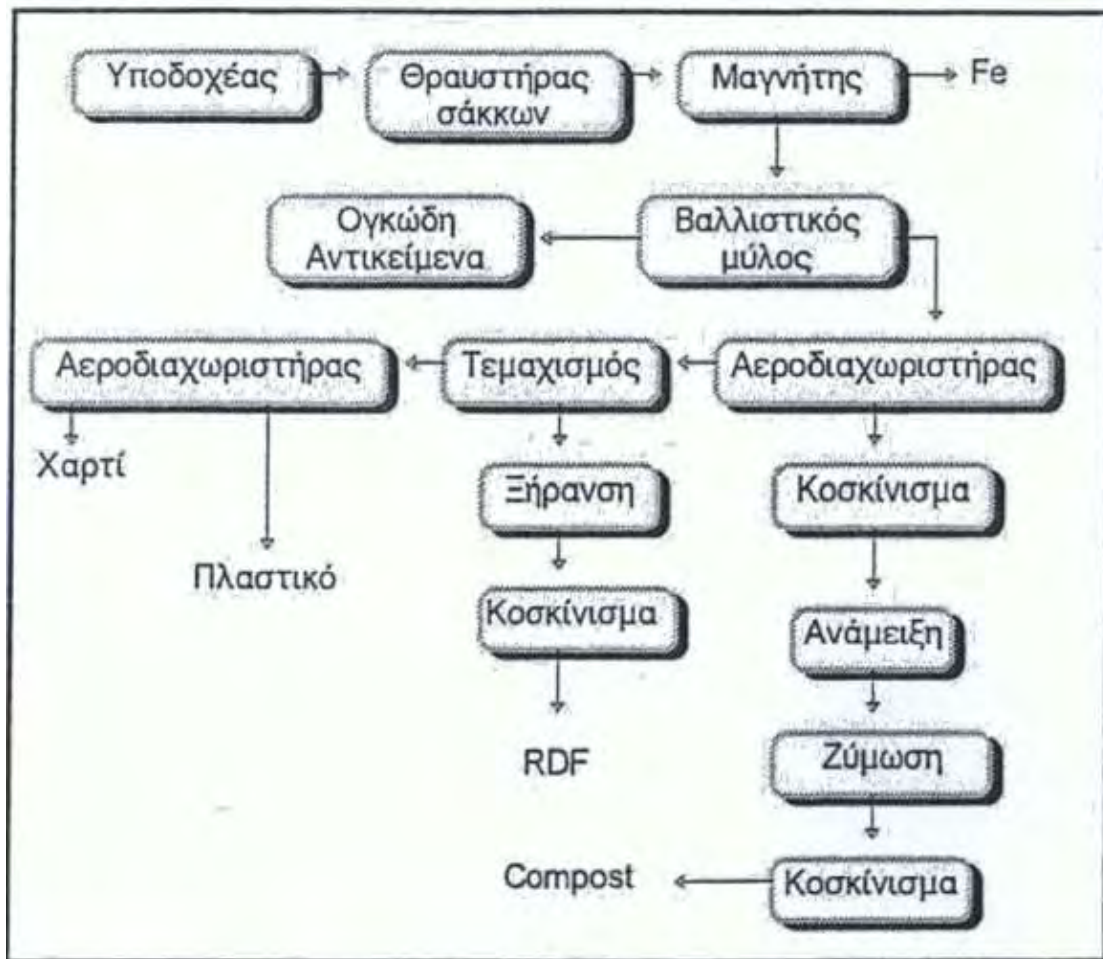 Υποδοχέας
Θραυστήρας
σάκκων
Μαγνήτης
Fe
Ογκώδη
Αντικείμενα
Βαλλιστικός
μύλος
Αεροδιαχωριστήρας
Τεμαχισμός
Αεροδιαχωριστήρας
Χαρτί
Πλαστικό
Ξήρανση
Κοσκίνισμα
RDF
Κοσκίνισμα
Ανάμειξη
Ζύμωση
Κοσκίνισμα
Compost